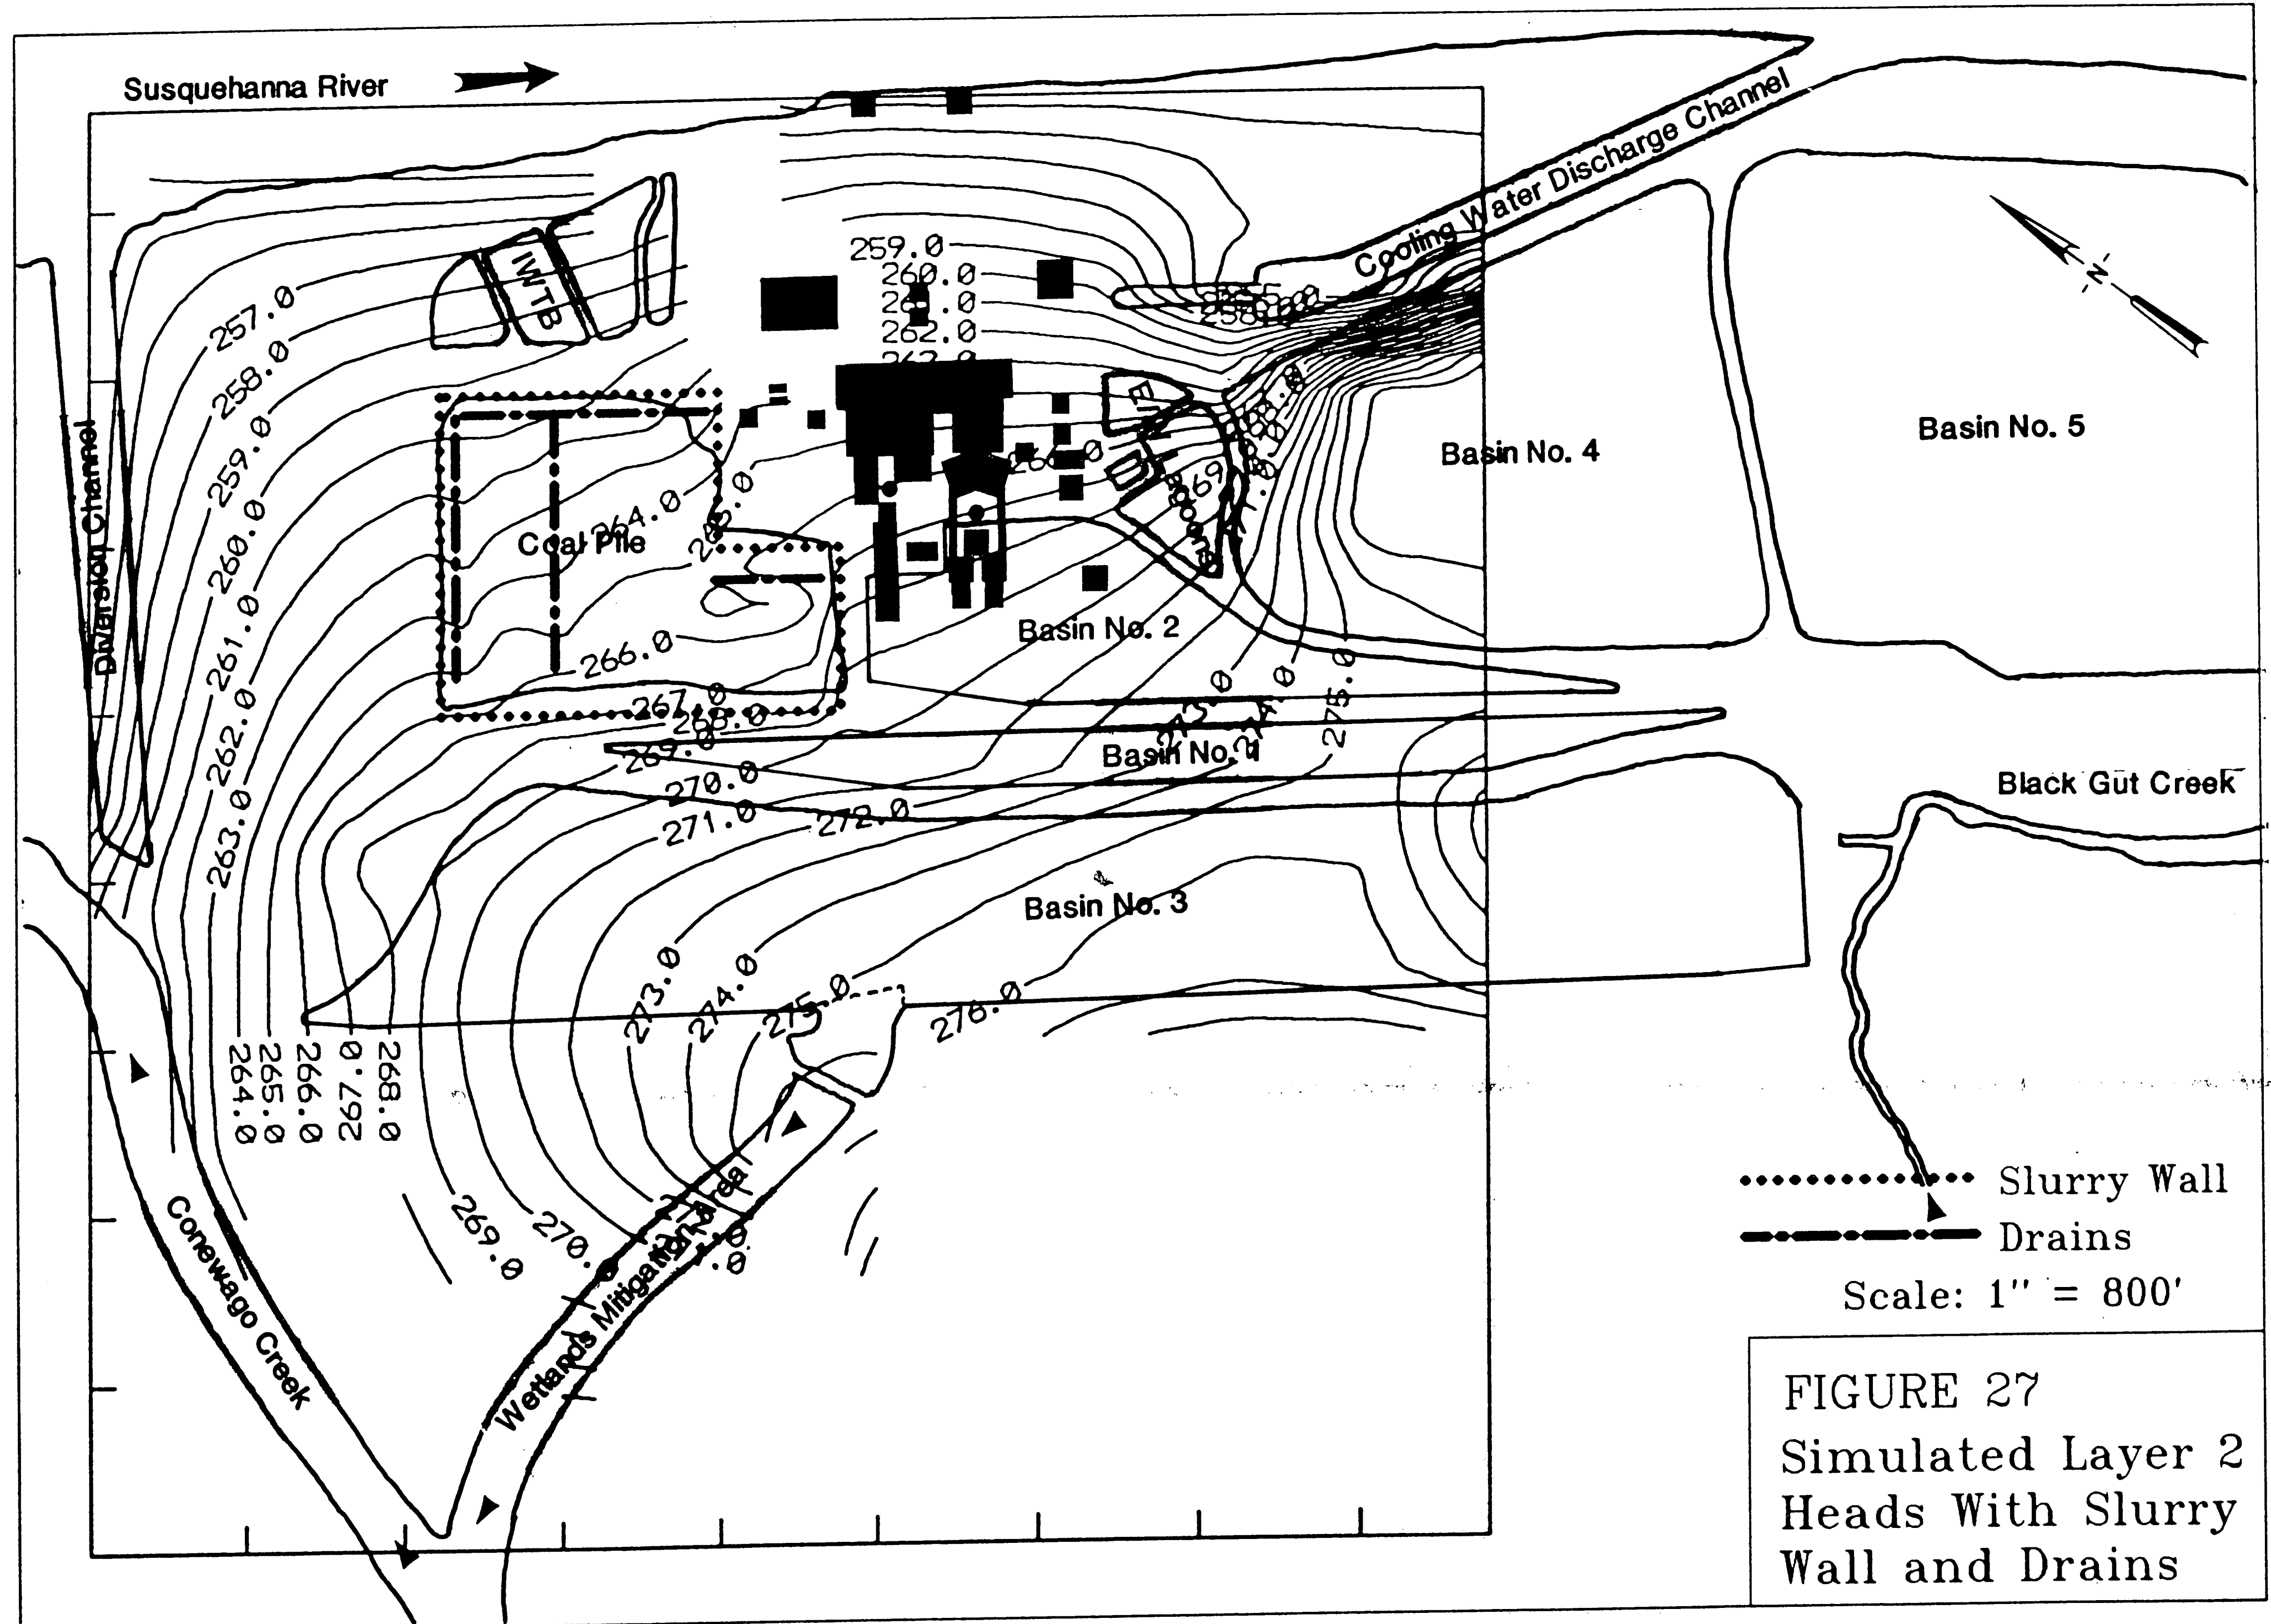 Susquehanna River
Cooling Water Discharge Channel
IWTB
259.0
260.0
262.0
257.0
258.0
259.0
260.0
261.0
262.0
263.0
Diversion Channel
N
Basin No. 4
Basin No. 5
Coal Pile
264.0
266.0
267.0
268.0
269.0
270.0
271.0
272.0
Basin No. 2
Basin No. 1
273.0
274.0
275.0
Black Gut Creek
Basin No. 3
273.0
274.0
275.0
276.0
264.0
265.0
266.0
267.0
268.0
269.0
270.
Conewago Creek
Wetlands Mitigation Area
Slurry Wall
Drains
Scale: 1" = 800'
FIGURE 27
Simulated Layer 2
Heads With Slurry
Wall and Drains